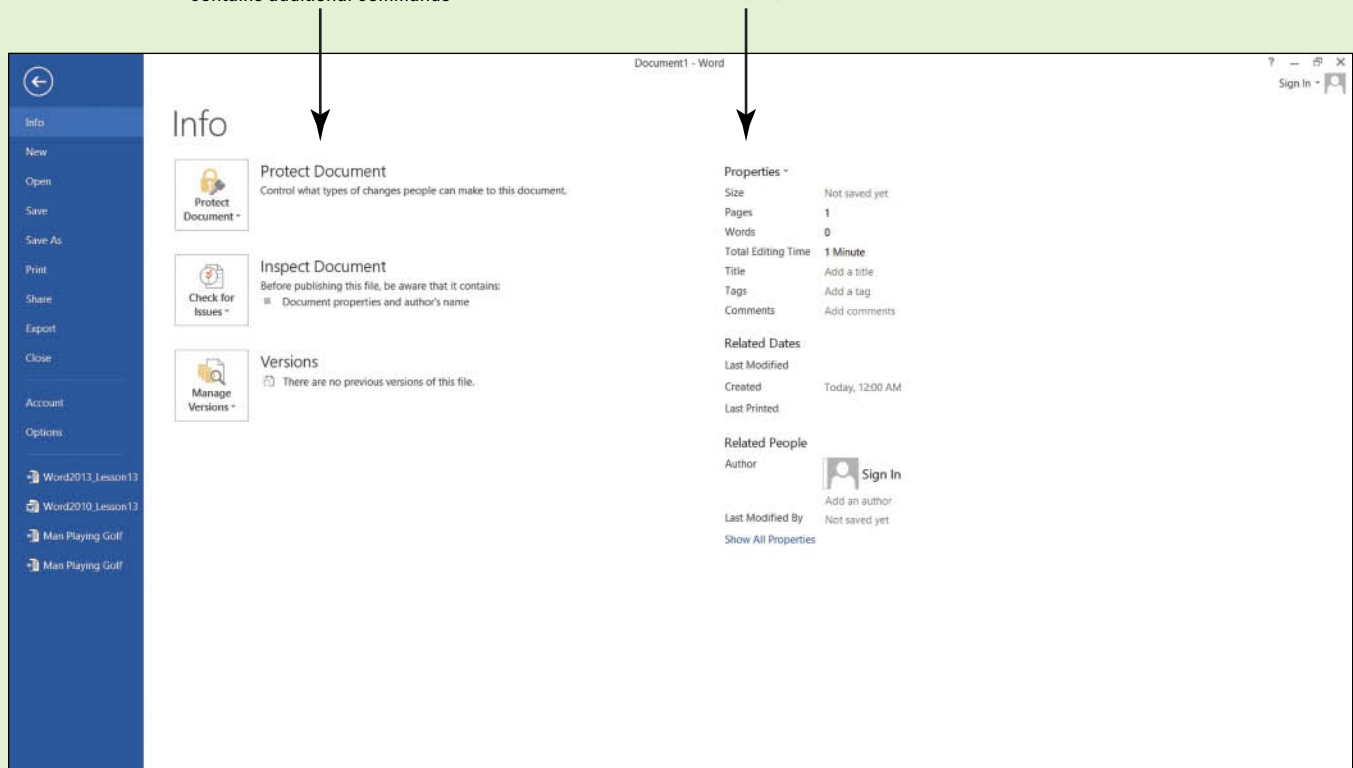 contains additional commands
Document1 - Word
?
Sign In
Info
New
Open
Save
Save As
Print
Share
Export
Close
Account
Options
Word2013_Lesson13
Word2010_Lesson13
Man Playing Golf
Man Playing Golf
Info
Protect Document
Protect Document
Control what types of changes people can make to this document.
Check for Issues
Inspect Document
Before publishing this file, be aware that it contains:
Document properties and author's name
Manage Versions
Versions
There are no previous versions of this file.
Properties
Size Not saved yet
Pages 1
Words 0
Total Editing Time 1 Minute
Title Add a title
Tags Add a tag
Comments Add comments
Related Dates
Last Modified
Created Today, 12:00 AM
Last Printed
Related People
Author Sign In
Add an author
Last Modified By Not saved yet
Show All Properties